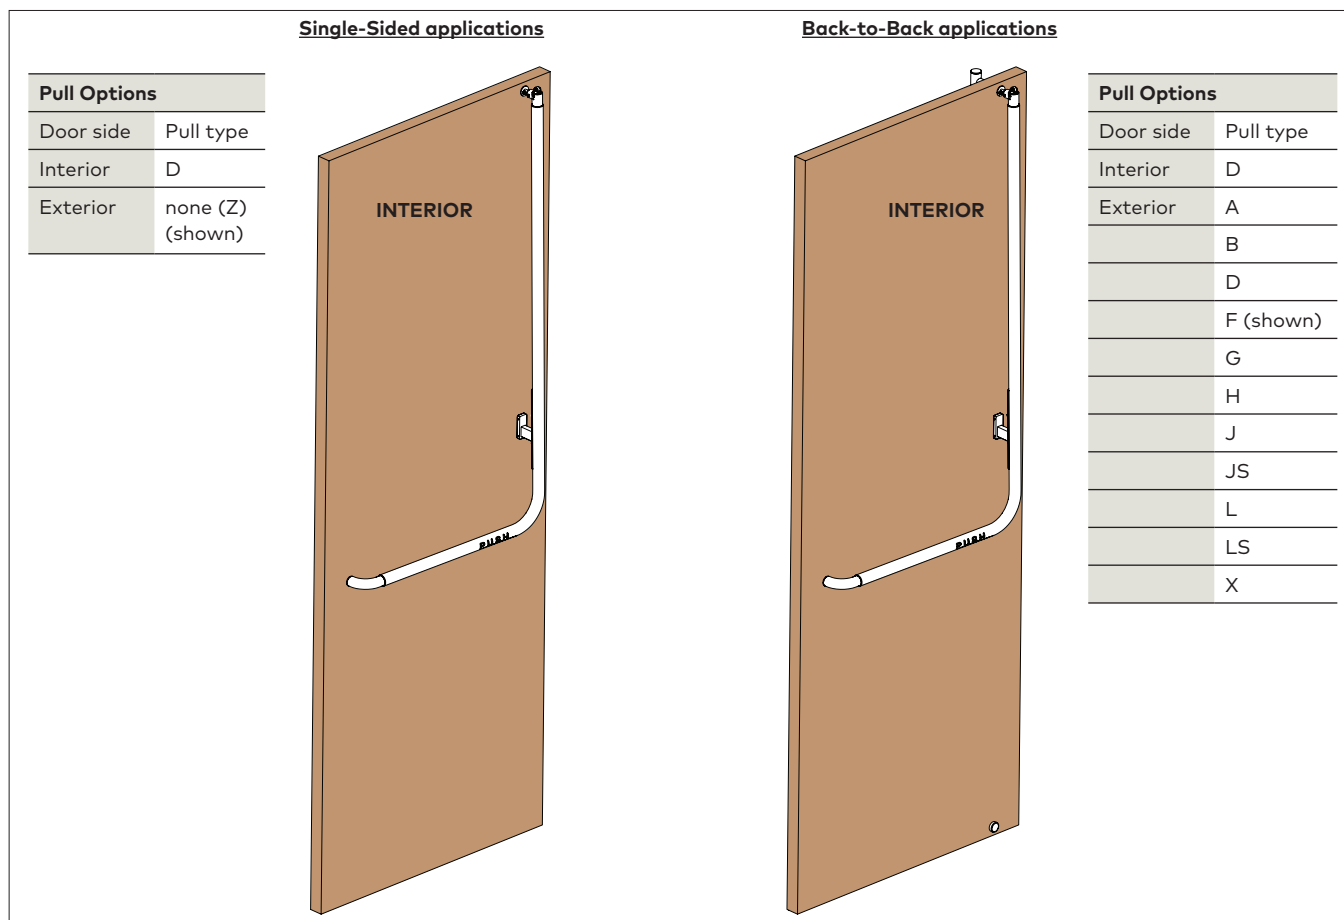 Single-Sided applications
Pull Options
Door side Pull type
Interior D
Exterior none (Z)
(shown)
INTERIOR
PUSH
Back-to-Back applications
INTERIOR
PUSH
Pull Options
Door side Pull type
Interior D
Exterior A
B
D
F (shown)
G
H
J
JS
L
LS
X